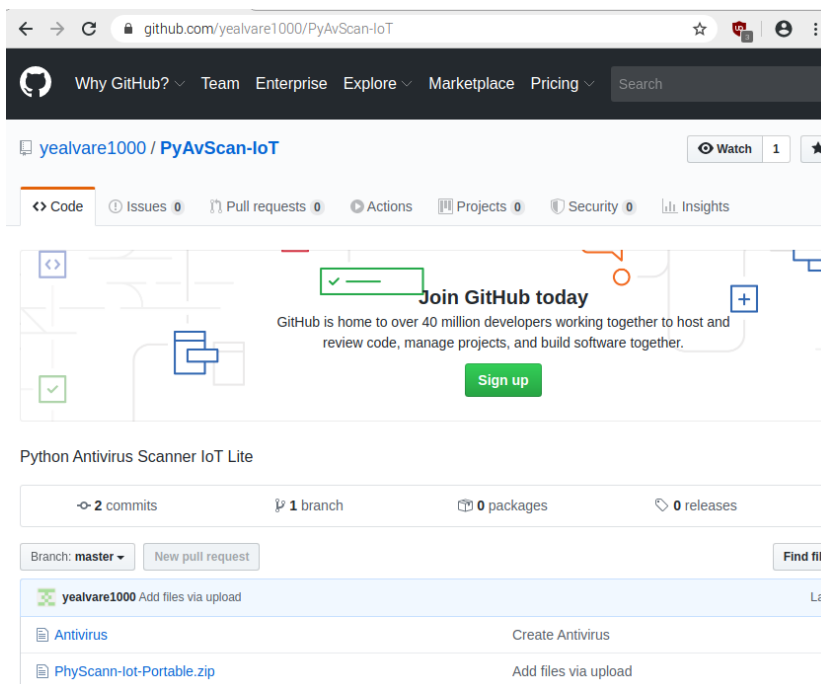 github.com/yealvare1000/PyAvScan-IoT
3
Why GitHub? Team Enterprise Explore Marketplace Pricing Search
yealvare1000 / PyAvScan-IoT Watch 1
Code Issues 0 Pull requests 0 Actions Projects 0 Security 0 Insights
Join GitHub today
GitHub is home to over 40 million developers working together to host and
review code, manage projects, and build software together.
Sign up
Python Antivirus Scanner IoT Lite
2 commits 1 branch 0 packages 0 releases
Branch: master New pull request Find fil
yealvare1000 Add files via upload La
Antivirus Create Antivirus
PhyScann-Iot-Portable.zip Add files via upload